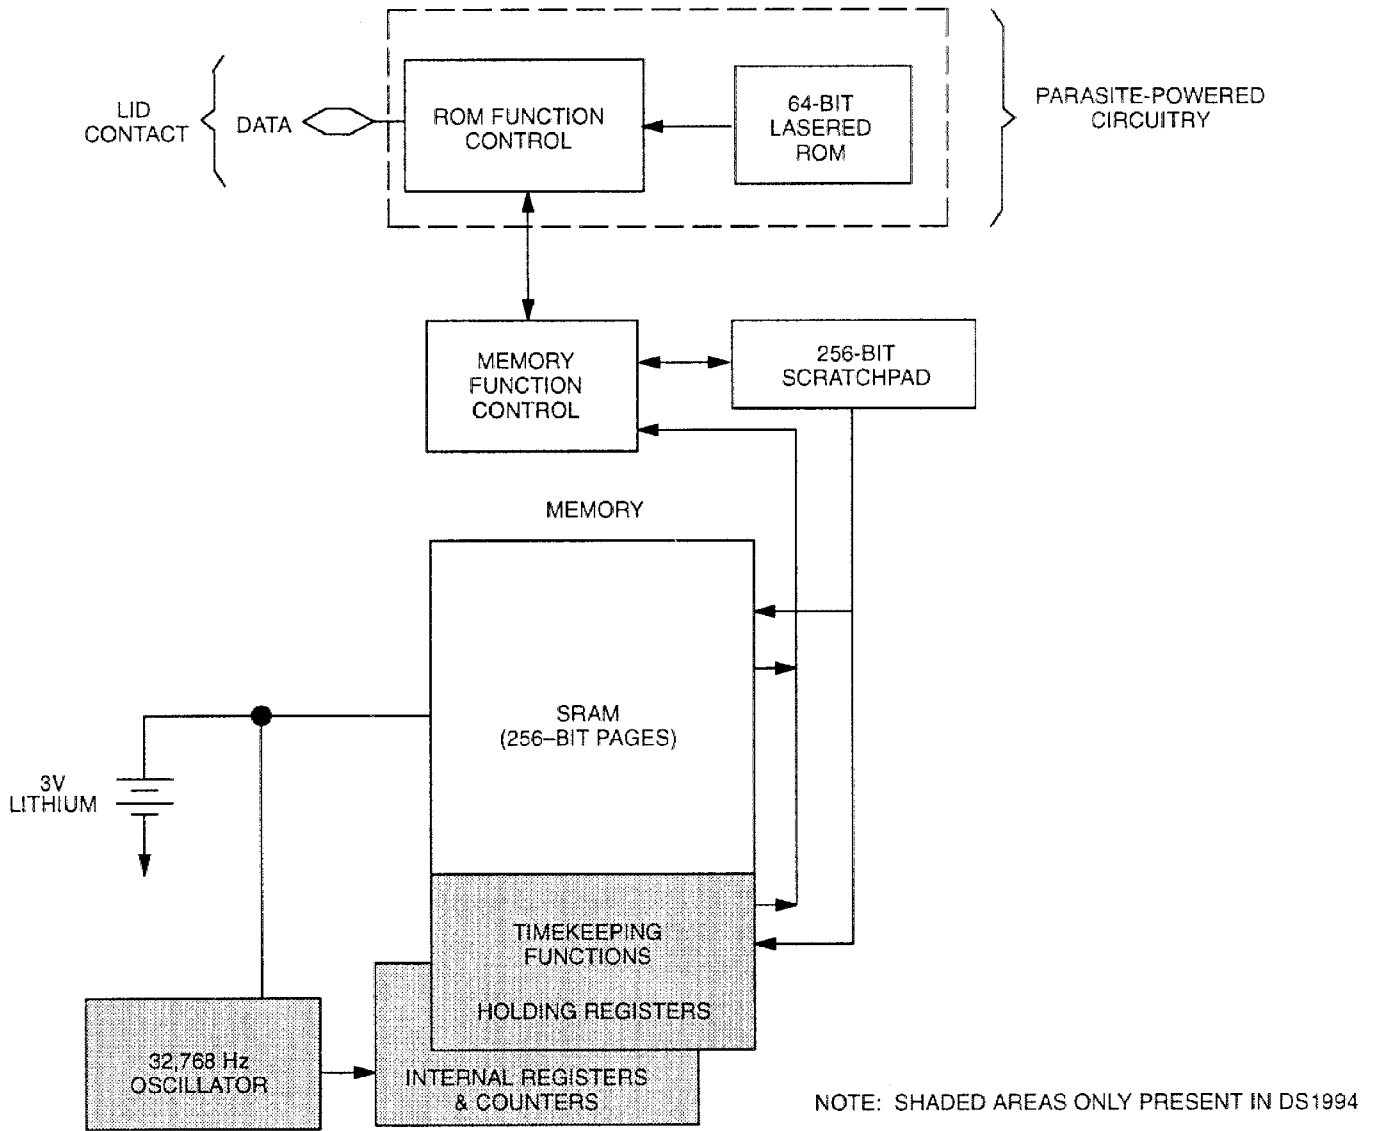 LID
CONTACT
DATA
ROM FUNCTION
CONTROL
64-BIT
LASERED
ROM
PARASITE-POWERED
CIRCUITRY
MEMORY
FUNCTION
CONTROL
256-BIT
SCRATCHPAD
MEMORY
SRAM
(256–BIT PAGES)
3V
LITHIUM
TIMEKEEPING
FUNCTIONS
HOLDING REGISTERS
32,768 Hz
OSCILLATOR
INTERNAL REGISTERS
& COUNTERS
NOTE: SHADED AREAS ONLY PRESENT IN DS1994